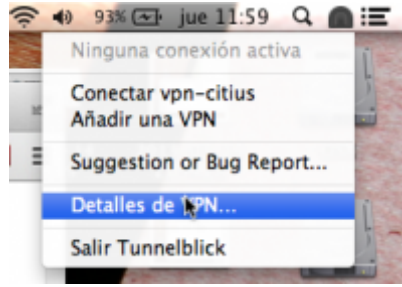 93% jue 11:59
Ninguna conexión activa
Conectar vpn-citius
Añadir una VPN
Suggestion or Bug Report...
Detalles de VPN...
Salir Tunnelblick